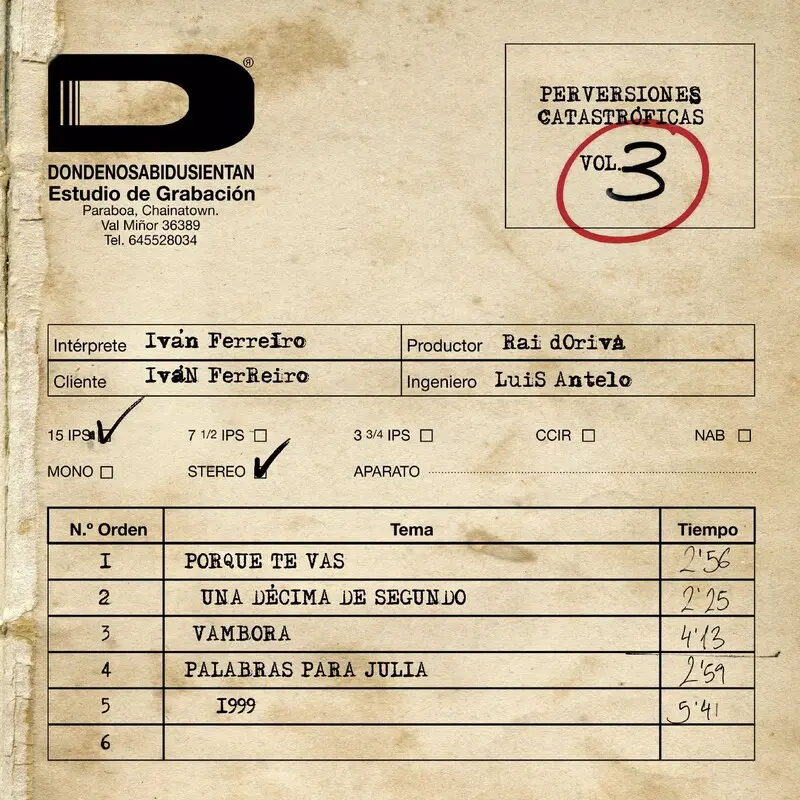 ®
DONDENOSABIDUSIENTAN
Estudio de Grabación
Paraboa, Chainatown.
Val Miñor 36389
Tel. 645528034
PERVERSIONES
CATASTRÓFICAS
VOL. 3
Intérprete Iván Ferreiro Productor Rai dOrivA
Cliente IváN FerReiro Ingeniero LuiS Antelo
15 IPS 7 1/2 IPS 3 3/4 IPS CCIR NAB
MONO STEREO APARATO
N.º Orden Tema Tiempo
1 PORQUE TE VAS 2'56
2 UNA DÉCIMA DE SEGUNDO 2'25
3 VAMBORA 4'13
4 PALABRAS PARA JULIA 2'59
5 1999 5'41
6